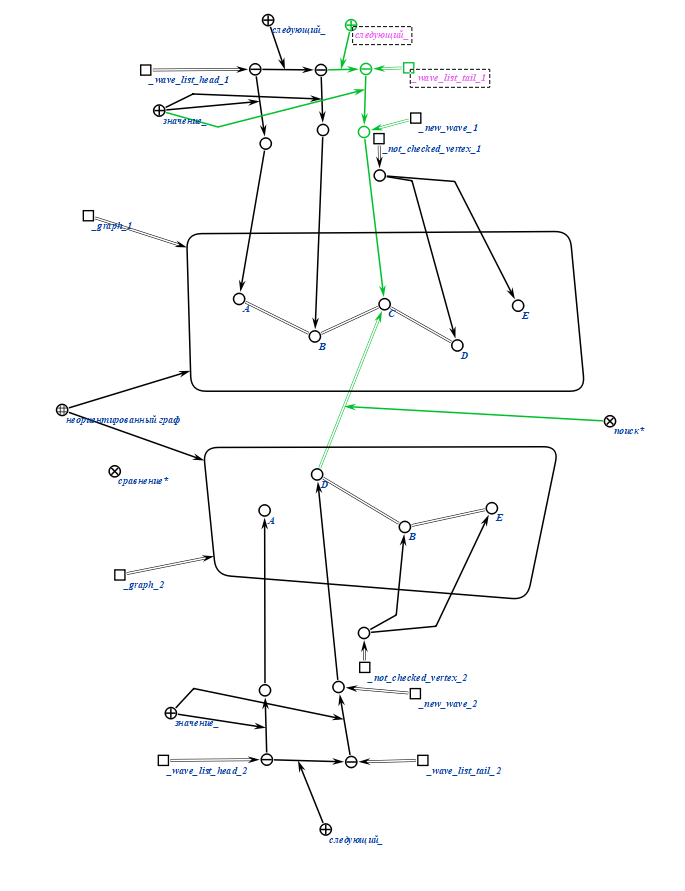 следующий_
следующий_
_wave_list_head_1
_wave_list_tail_1
значение_
_new_wave_1
_not_checked_vertex_1
_graph_1
A
B
C
D
E
неориентированный граф
поиск*
сравнение*
D
A
B
E
_graph_2
_not_checked_vertex_2
_new_wave_2
значение_
_wave_list_head_2
_wave_list_tail_2
следующий_